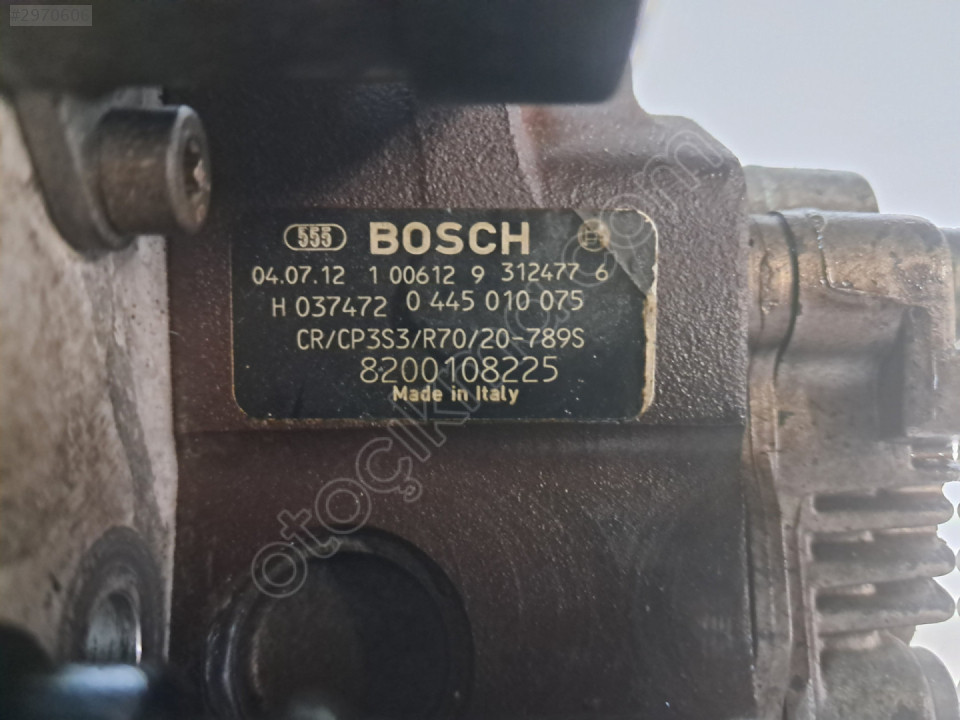 #2970606
555 BOSCH
04.07.12 1 00612 9 312477 6
H 037472 0 445 010 075
CR/CP3S3/R70/20-789S
8200108225
Made in Italy
otoçıkma.com